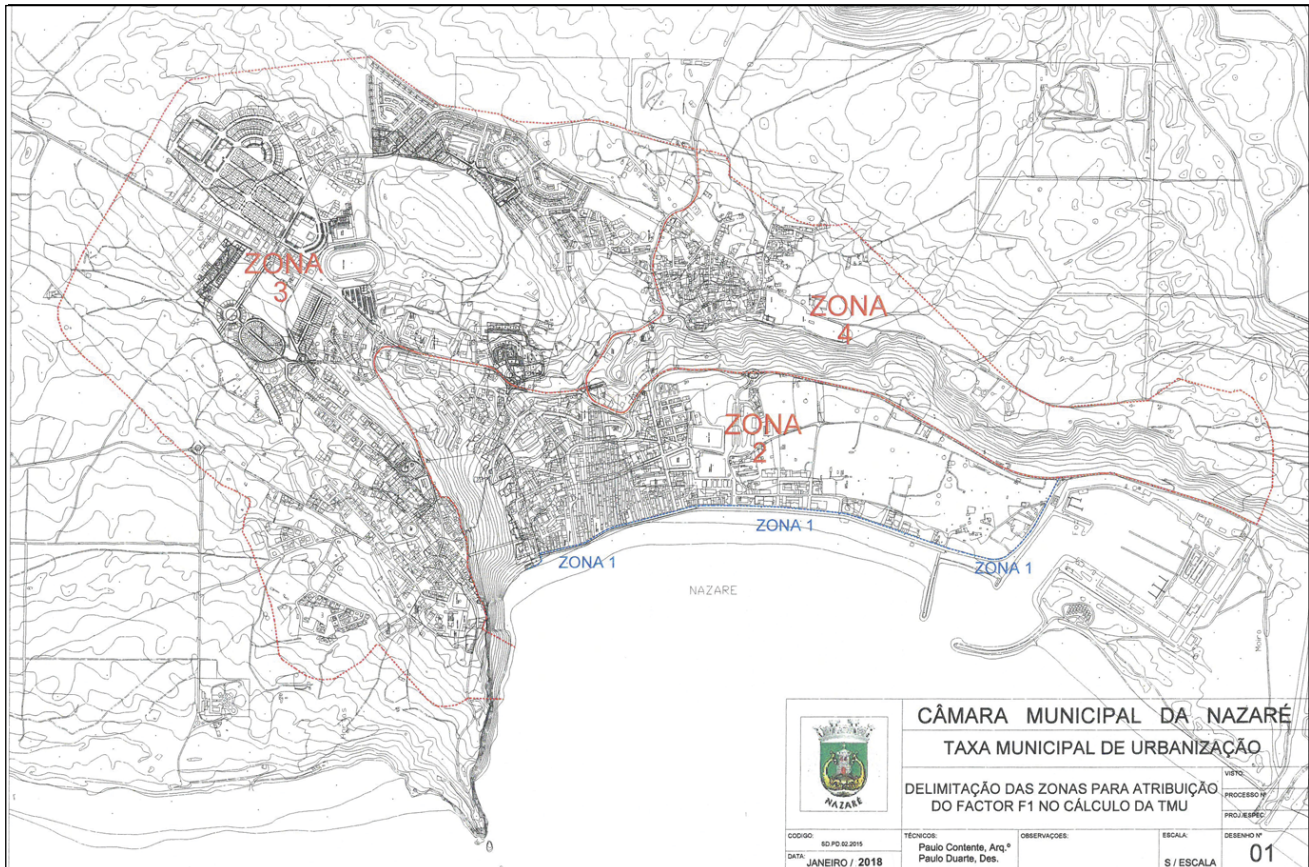 ZONA
3
ZONA
4
ZONA
2
ZONA 1
ZONA 1
ZONA 1
NAZARE
NAZARÉ
CÂMARA MUNICIPAL DA NAZARÉ
TAXA MUNICIPAL DE URBANIZAÇÃO
DELIMITAÇÃO DAS ZONAS PARA ATRIBUIÇÃO
DO FACTOR F1 NO CÁLCULO DA TMU
VISTO:
PROCESSO Nº
PROJ.ESPEC:
CODIGO:
SD.PD.02.2015
DATA:
JANEIRO / 2018
TÉCNICOS:
Paulo Contente, Arq.º
Paulo Duarte, Des.
OBSERVAÇOES:
ESCALA:
S / ESCALA
DESENHO Nº
01